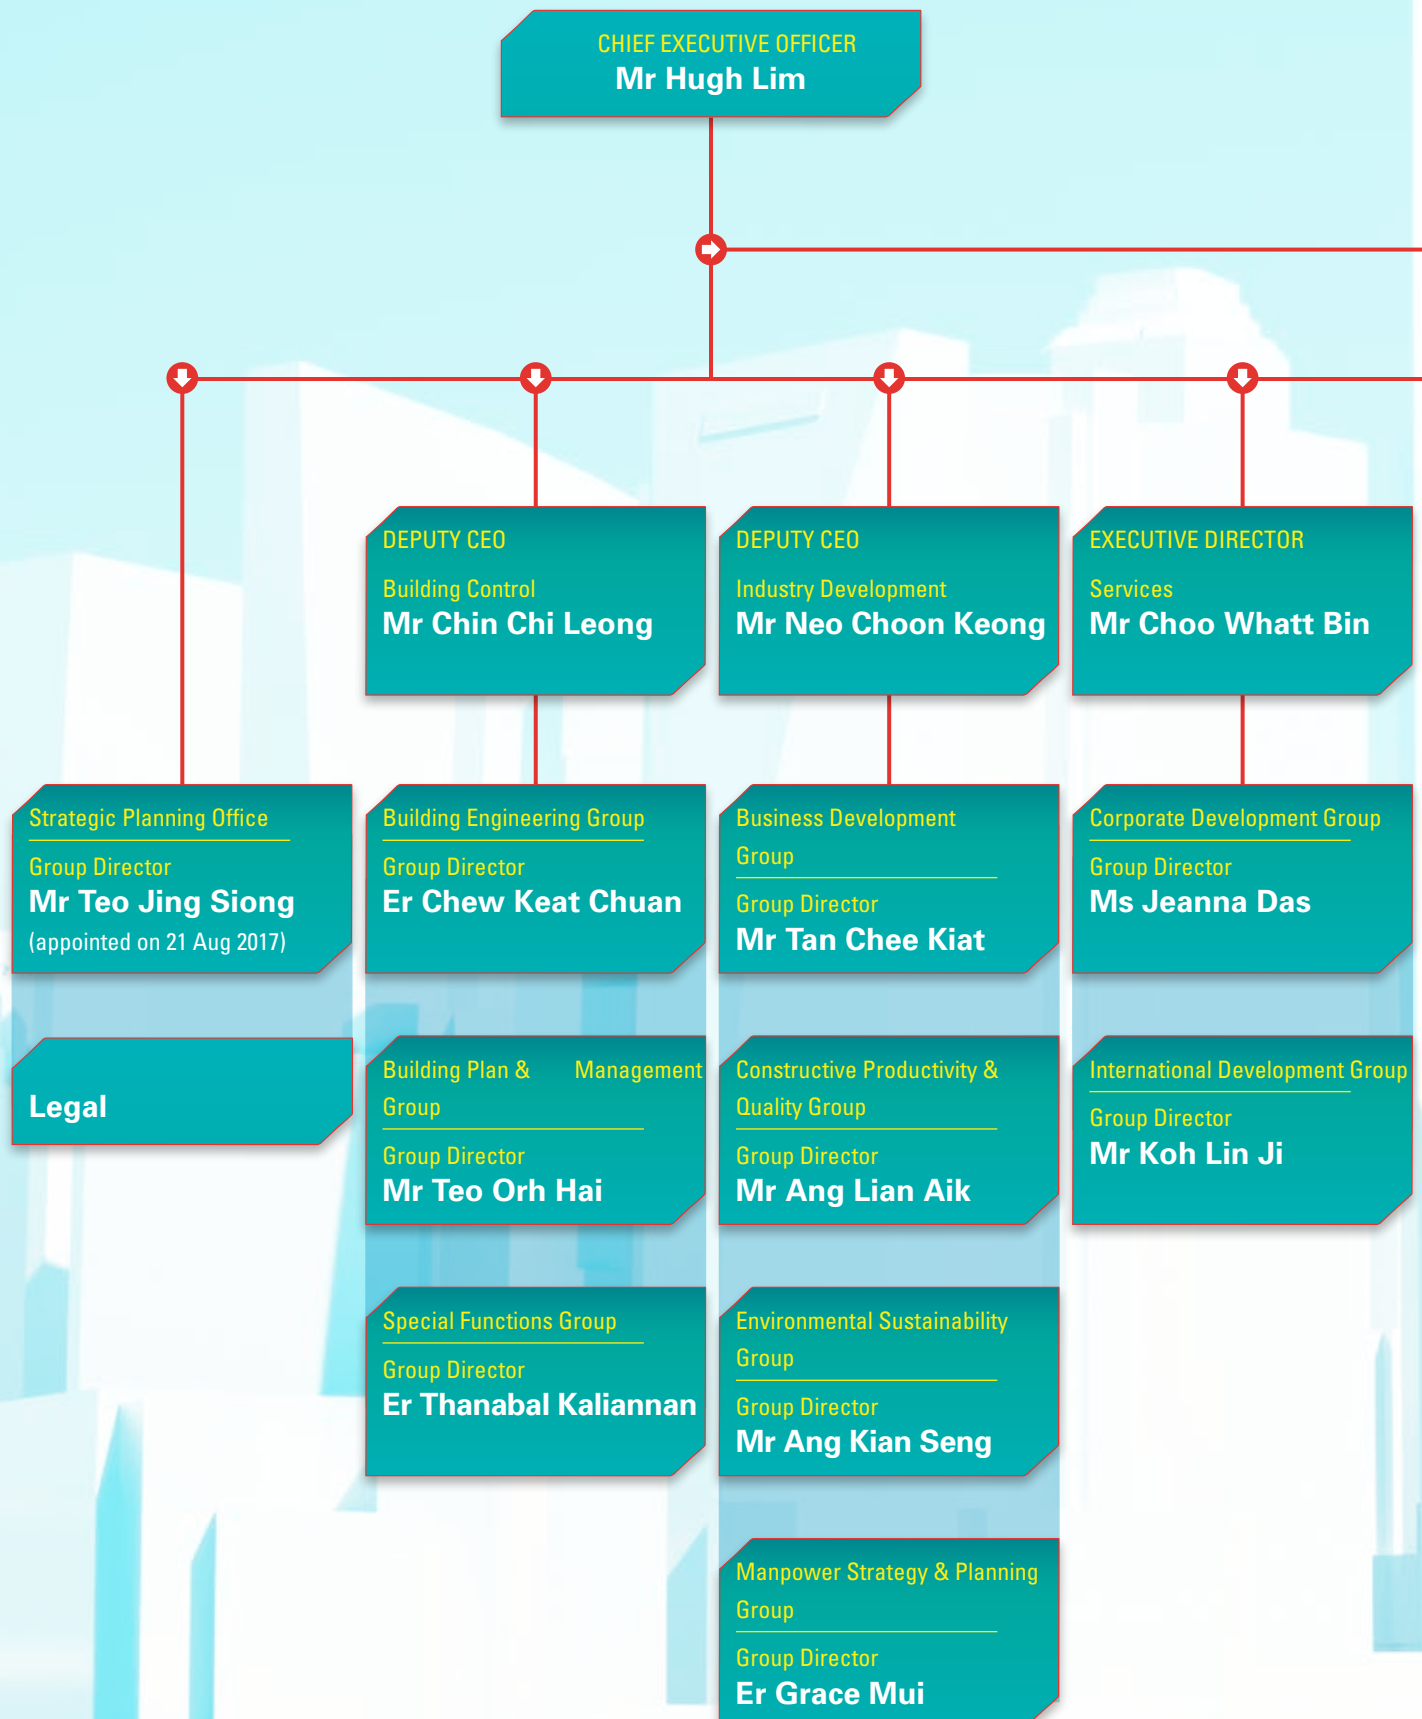 CHIEF EXECUTIVE OFFICER
Mr Hugh Lim
DEPUTY CEO
Building Control
Mr Chin Chi Leong
DEPUTY CEO
Industry Development
Mr Neo Choon Keong
EXECUTIVE DIRECTOR
Services
Mr Choo Whatt Bin
Strategic Planning Office
Group Director
Mr Teo Jing Siong
(appointed on 21 Aug 2017)
Building Engineering Group
Group Director
Er Chew Keat Chuan
Business Development
Group
Group Director
Mr Tan Chee Kiat
Corporate Development Group
Group Director
Ms Jeanna Das
Legal
Building Plan & Management
Group
Group Director
Mr Teo Orh Hai
Constructive Productivity &
Quality Group
Group Director
Mr Ang Lian Aik
International Development Group
Group Director
Mr Koh Lin Ji
Special Functions Group
Group Director
Er Thanabal Kaliannan
Environmental Sustainability
Group
Group Director
Mr Ang Kian Seng
Manpower Strategy & Planning
Group
Group Director
Er Grace Mui